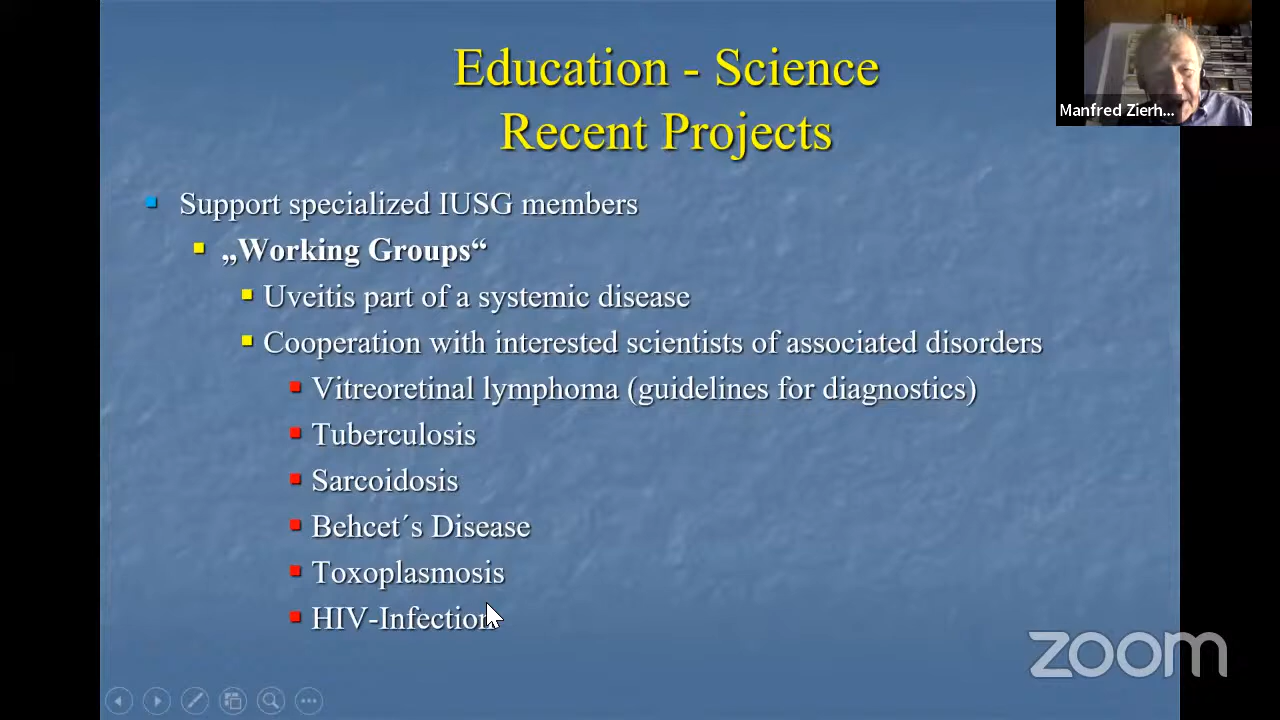 Education - Science
Recent Projects
Manfred Zierh...
Support specialized IUSG members
„Working Groups“
Uveitis part of a systemic disease
Cooperation with interested scientists of associated disorders
Vitreoretinal lymphoma (guidelines for diagnostics)
Tuberculosis
Sarcoidosis
Behcet´s Disease
Toxoplasmosis
HIV-Infection
zoom